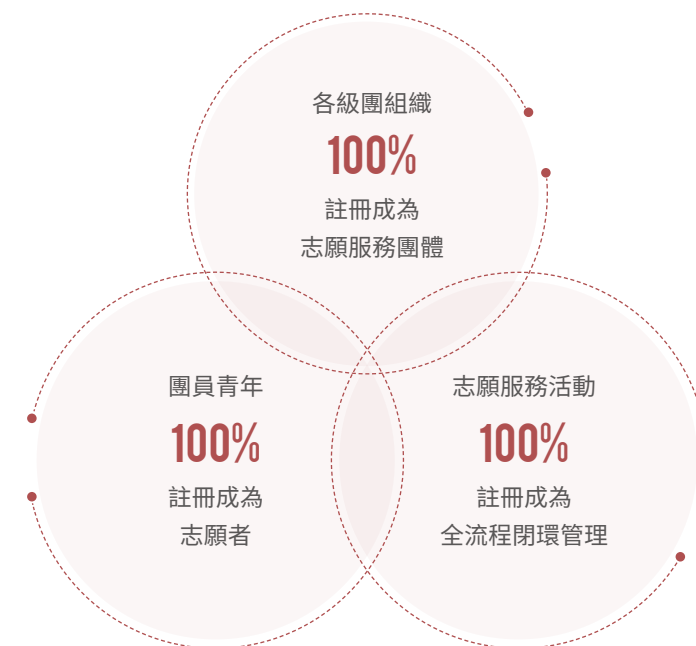 各級團組織
100%
註冊成為
志願服務團體
團員青年
100%
註冊成為
志願者
志願服務活動
100%
註冊成為
全流程閉環管理